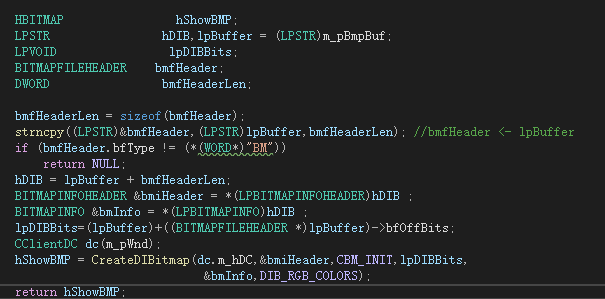 HBITMAP hShowBMP;
LPSTR hDIB,lpBuffer = (LPSTR)m_pBmpBuf;
LPVOID lpDIBBits;
BITMAPFILEHEADER bmfHeader;
DWORD bmfHeaderLen;
bmfHeaderLen = sizeof(bmfHeader);
strncpy((LPSTR)&bmfHeader,(LPSTR)lpBuffer,bmfHeaderLen); //bmfHeader <- lpBuffer
if (bmfHeader.bfType != (*(WORD*)"BM"))
return NULL;
hDIB = lpBuffer + bmfHeaderLen;
BITMAPINFOHEADER &bmiHeader = *(LPBITMAPINFOHEADER)hDIB ;
BITMAPINFO &bmInfo = *(LPBITMAPINFO)hDIB ;
lpDIBBits=(lpBuffer)+((BITMAPFILEHEADER *)lpBuffer)->bfOffBits;
CClientDC dc(m_pWnd);
hShowBMP = CreateDIBitmap(dc.m_hDC,&bmiHeader,CBM_INIT,lpDIBBits,
&bmInfo,DIB_RGB_COLORS);
return hShowBMP;